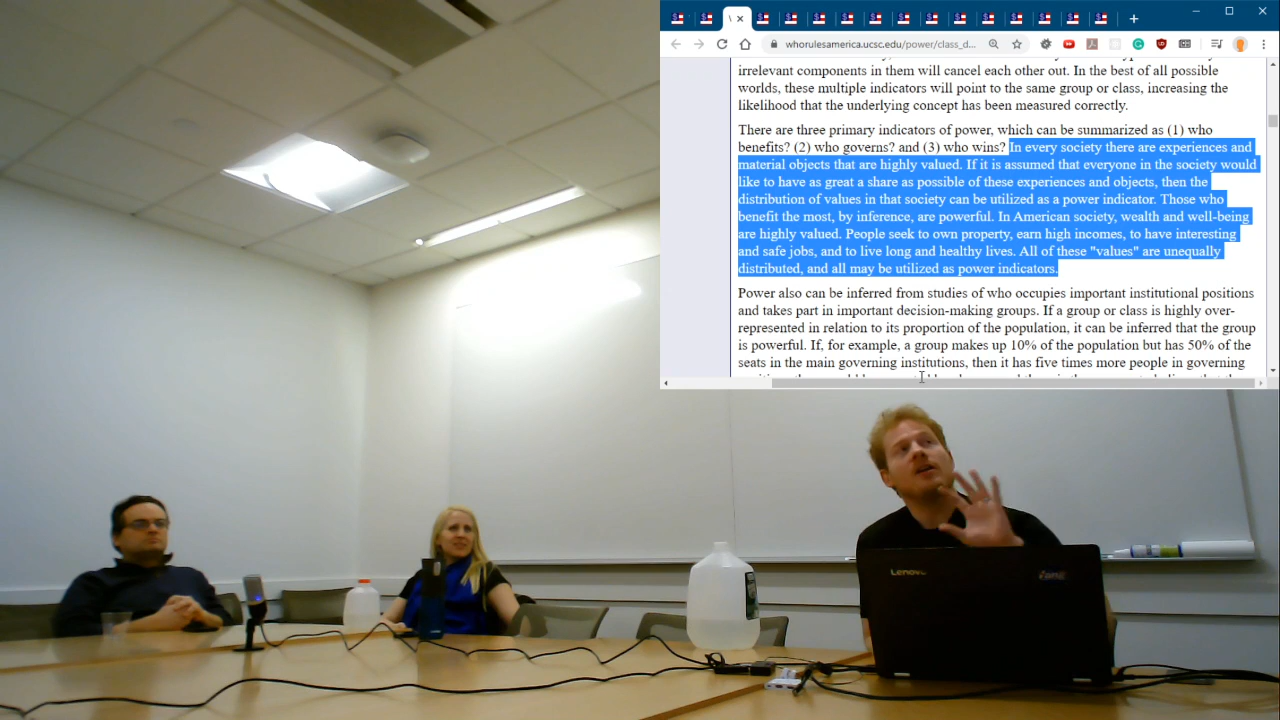 whorulesamerica.ucsc.edu/power/class_d...
irrelevant components in them will cancel each other out. In the best of all possible
worlds, these multiple indicators will point to the same group or class, increasing the
likelihood that the underlying concept has been measured correctly.
There are three primary indicators of power, which can be summarized as (1) who
benefits? (2) who governs? and (3) who wins? In every society there are experiences and
material objects that are highly valued. If it is assumed that everyone in the society would
like to have as great a share as possible of these experiences and objects, then the
distribution of values in that society can be utilized as a power indicator. Those who
benefit the most, by inference, are powerful. In American society, wealth and well-being
are highly valued. People seek to own property, earn high incomes, to have interesting
and safe jobs, and to live long and healthy lives. All of these "values" are unequally
distributed, and all may be utilized as power indicators.
Power also can be inferred from studies of who occupies important institutional positions
and takes part in important decision-making groups. If a group or class is highly over-
represented in relation to its proportion of the population, it can be inferred that the group
is powerful. If, for example, a group makes up 10% of the population but has 50% of the
seats in the main governing institutions, then it has five times more people in governing
Lenovo